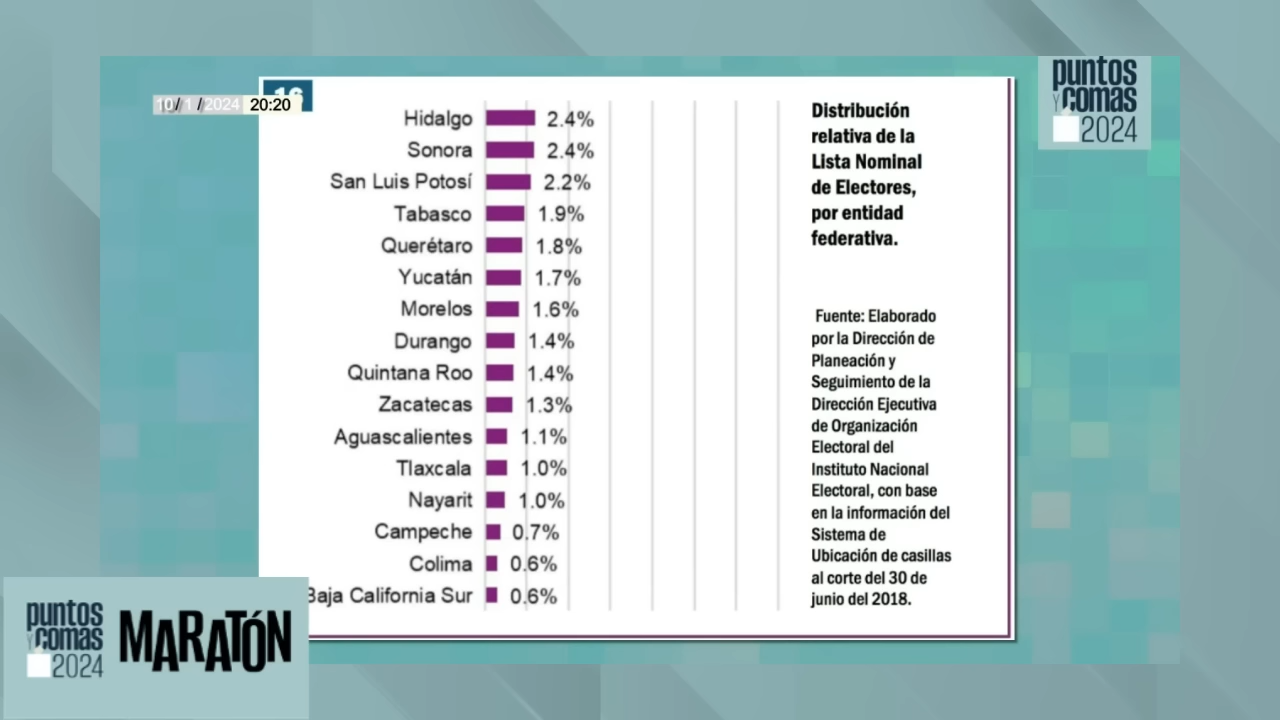 10/ 1 /2024 20:20
16
Hidalgo 2.4%
Sonora 2.4%
San Luis Potosí 2.2%
Tabasco 1.9%
Querétaro 1.8%
Yucatán 1.7%
Morelos 1.6%
Durango 1.4%
Quintana Roo 1.4%
Zacatecas 1.3%
Aguascalientes 1.1%
Tlaxcala 1.0%
Nayarit 1.0%
Campeche 0.7%
Colima 0.6%
Baja California Sur 0.6%
Distribución
relativa de la
Lista Nominal
de Electores,
por entidad
federativa.
Fuente: Elaborado
por la Dirección de
Planeación y
Seguimiento de la
Dirección Ejecutiva
de Organización
Electoral del
Instituto Nacional
Electoral, con base
en la información del
Sistema de
Ubicación de casillas
al corte del 30 de
junio del 2018.
puntos
y comas
2024
puntos
y comas
2024
MARATÓN